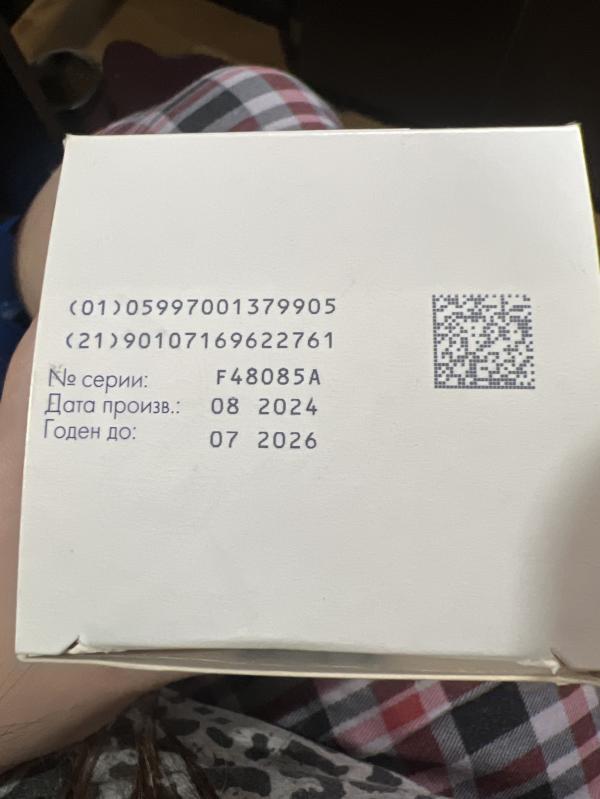 (01)05997001379905
(21)90107169622761
№ серии: F48085A
Дата произв.: 08 2024
Годен до: 07 2026